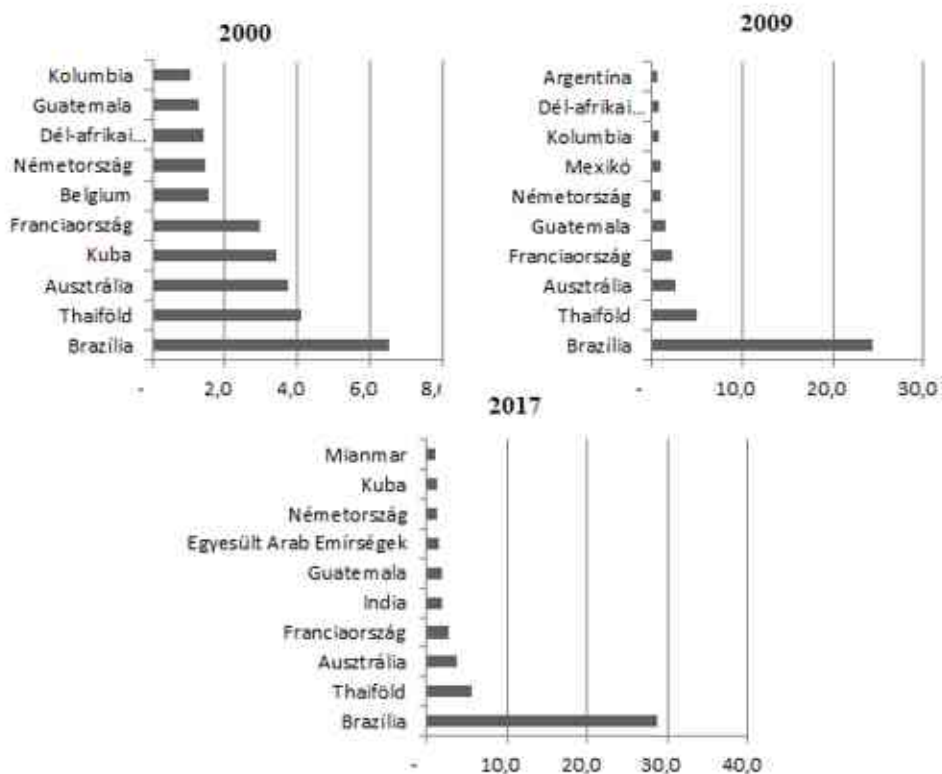 2000
Kolumbia
Guatemala
Dél-afrikai...
Németország
Belgium
Franciaország
Kuba
Ausztrália
Thaiföld
Brazília
- 2,0 4,0 6,0 8,0
2009
Argentína
Dél-afrikai...
Kolumbia
Mexikó
Németország
Guatemala
Franciaország
Ausztrália
Thaiföld
Brazília
- 10,0 20,0 30,0
2017
Mianmar
Kuba
Németország
Egyesült Arab Emírségek
Guatemala
India
Franciaország
Ausztrália
Thaiföld
Brazília
- 10,0 20,0 30,0 40,0